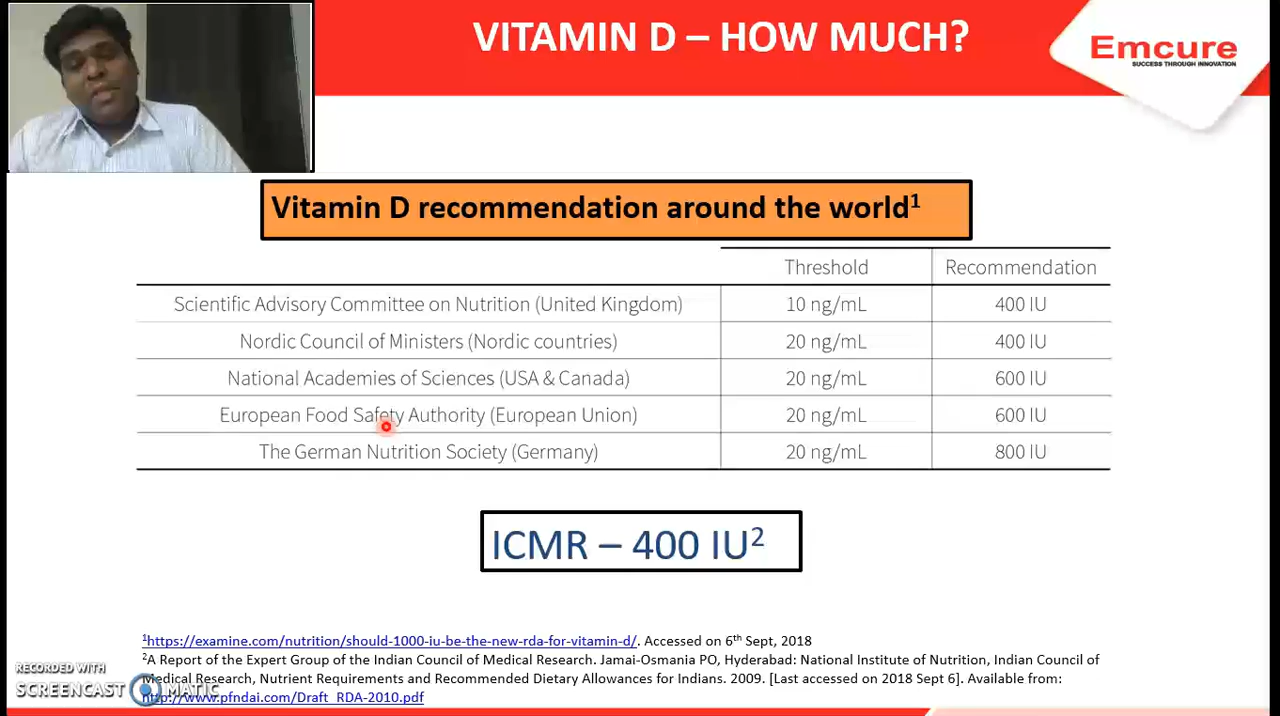 VITAMIN D – HOW MUCH?
Emcure
SUCCESS THROUGH INNOVATION
Vitamin D recommendation around the world¹
Threshold Recommendation
Scientific Advisory Committee on Nutrition (United Kingdom) 10 ng/mL 400 IU
Nordic Council of Ministers (Nordic countries) 20 ng/mL 400 IU
National Academies of Sciences (USA & Canada) 20 ng/mL 600 IU
European Food Safety Authority (European Union) 20 ng/mL 600 IU
The German Nutrition Society (Germany) 20 ng/mL 800 IU
ICMR – 400 IU²
¹https://examine.com/nutrition/should-1000-iu-be-the-new-rda-for-vitamin-d/. Accessed on 6th Sept, 2018
²A Report of the Expert Group of the Indian Council of Medical Research. Jamai-Osmania PO, Hyderabad: National Institute of Nutrition, Indian Council of
Medical Research, Nutrient Requirements and Recommended Dietary Allowances for Indians. 2009. [Last accessed on 2018 Sept 6]. Available from:
http://www.pfndai.com/Draft_RDA-2010.pdf
RECORDED WITH
SCREENCAST MATIC